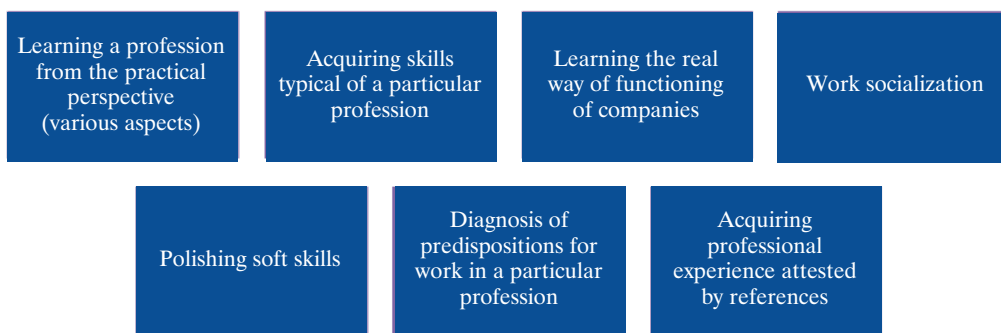 Learning a profession
from the practical
perspective
(various aspects)
Acquiring skills
typical of a particular
profession
Learning the real
way of functioning
of companies
Work socialization
Polishing soft skills
Diagnosis of
predispositions for
work in a particular
profession
Acquiring
professional
experience attested
by references